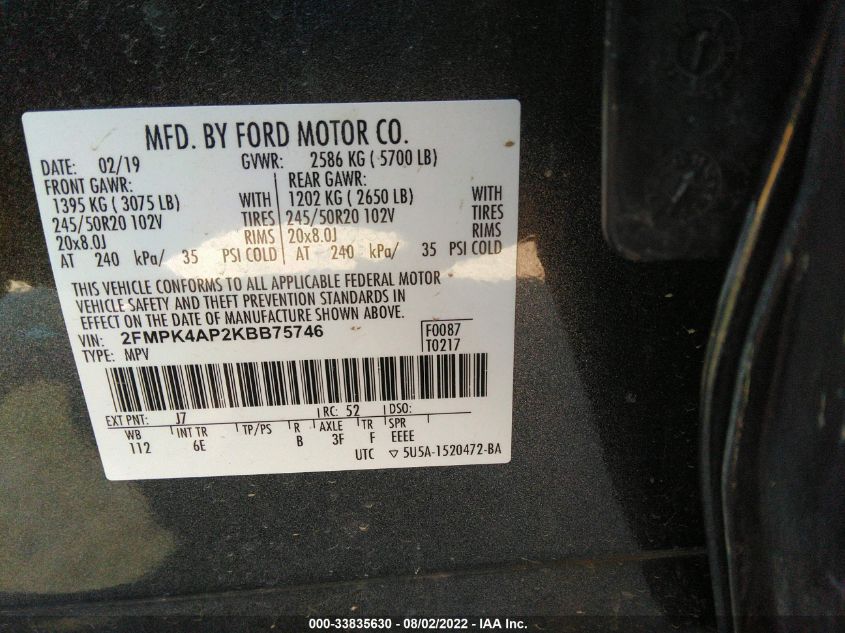 MFD. BY FORD MOTOR CO.
DATE: 02/19 GVWR: 2586 KG ( 5700 LB)
FRONT GAWR: REAR GAWR:
1395 KG ( 3075 LB) WITH 1202 KG ( 2650 LB) WITH
245/50R20 102V TIRES 245/50R20 102V TIRES
20x8.0J RIMS 20x8.0J RIMS
AT 240 kPa/ 35 PSI COLD AT 240 kPa/ 35 PSI COLD
THIS VEHICLE CONFORMS TO ALL APPLICABLE FEDERAL MOTOR
VEHICLE SAFETY AND THEFT PREVENTION STANDARDS IN
EFFECT ON THE DATE OF MANUFACTURE SHOWN ABOVE.
VIN: 2FMPK4AP2KBB75746 F0087
TYPE: MPV T0217
EXT PNT: J7 RC: 52 DSO:
WB INT TR TP/PS R AXLE TR SPR
112 6E B 3F F EEEE
UTC ▽ 5U5A-1520472-BA
000-33835630 - 08/02/2022 - IAA Inc.